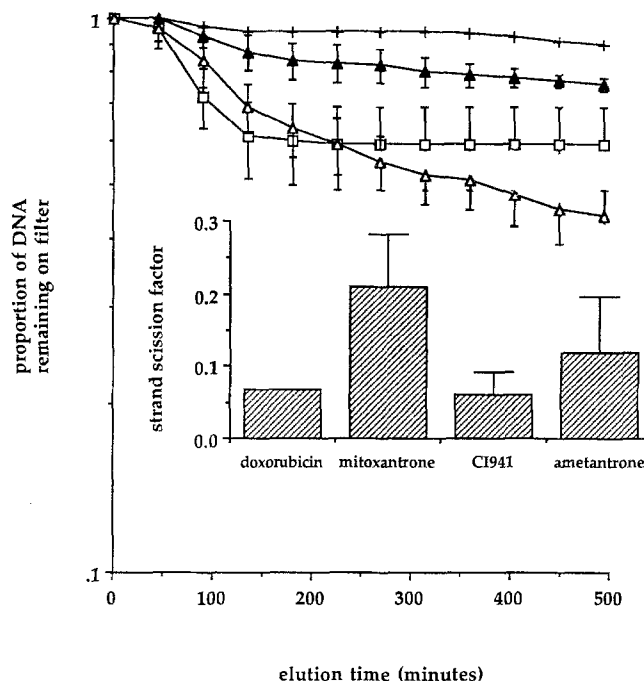 1
.1
proportion of DNA
remaining on filter
0 100 200 300 400 500
elution time (minutes)
strand scission factor
0.3
0.2
0.1
0.0
doxorubicin mitoxantrone CI941 ametantrone